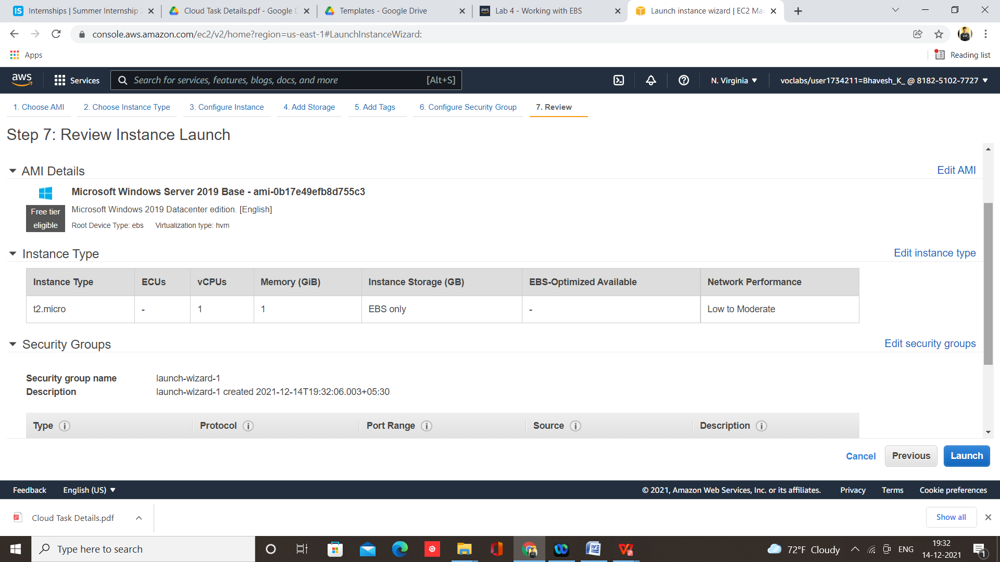 Internships | Summer Internship
Cloud Task Details.pdf - Google D
Templates - Google Drive
Lab 4 - Working with EBS
Launch instance wizard | EC2 Ma
console.aws.amazon.com/ec2/v2/home?region=us-east-1#LaunchInstanceWizard:
Apps
Reading list
aws
Services
Search for services, features, blogs, docs, and more
[Alt+S]
N. Virginia
voclabs/user1734211=Bhavesh_K_ @ 8182-5102-7727
1. Choose AMI
2. Choose Instance Type
3. Configure Instance
4. Add Storage
5. Add Tags
6. Configure Security Group
7. Review
Step 7: Review Instance Launch
AMI Details
Edit AMI
Microsoft Windows Server 2019 Base - ami-0b17e49efb8d755c3
Free tier
eligible
Microsoft Windows 2019 Datacenter edition. [English]
Root Device Type: ebs Virtualization type: hvm
Instance Type
Edit instance type
Instance Type ECUs vCPUs Memory (GiB) Instance Storage (GB) EBS-Optimized Available Network Performance
t2.micro - 1 1 EBS only - Low to Moderate
Security Groups
Edit security groups
Security group name launch-wizard-1
Description launch-wizard-1 created 2021-12-14T19:32:06.003+05:30
Type Protocol Port Range Source Description
Cancel Previous Launch
Feedback English (US)
© 2021, Amazon Web Services, Inc. or its affiliates. Privacy Terms Cookie preferences
Cloud Task Details.pdf
Show all
Type here to search
72°F Cloudy
ENG
19:32
14-12-2021
1